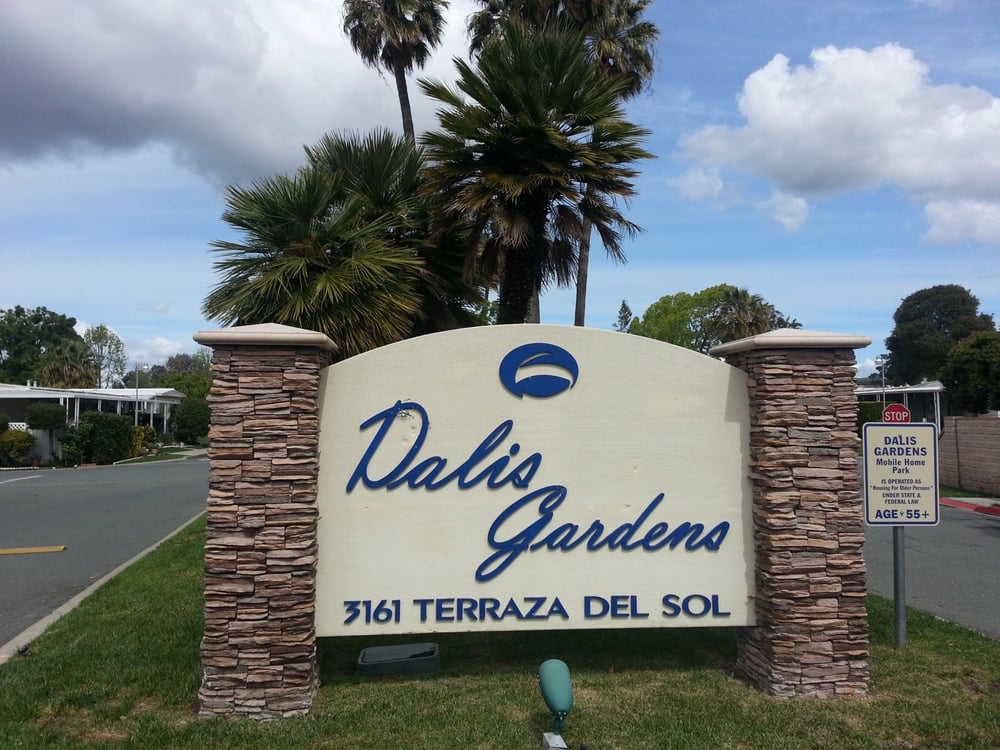 Dalis
Gardens
3161 TERRAZA DEL SOL
STOP
DALIS
GARDENS
Mobile Home
Park
IS OPERATED AS
"Housing For Older Persons"
UNDER STATE &
FEDERAL LAW
AGE 55+